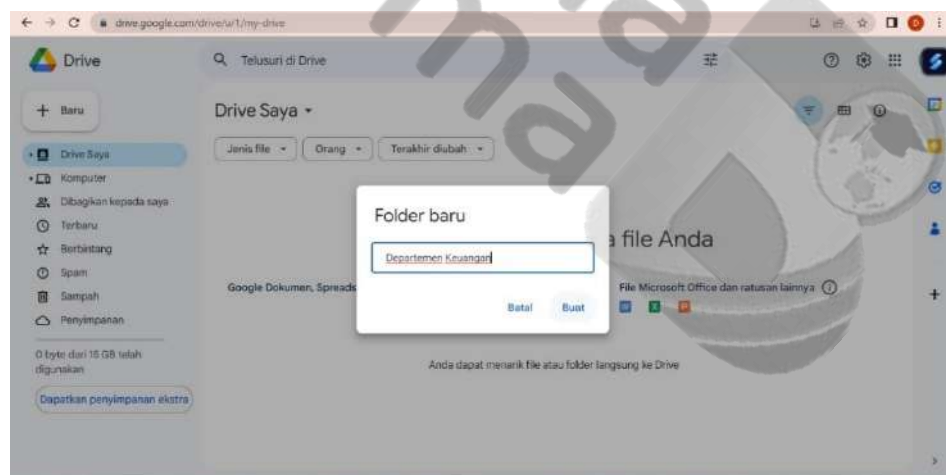 drive.google.com/drive/u/1/my-drive
Drive
Telusuri di Drive
Baru
Drive Saya
Jenis file
Orang
Terakhir diubah
Drive Saya
Komputer
Dibagikan kepada saya
Terbaru
Berbintang
Spam
Sampah
Penyimpanan
0 byte dari 15 GB telah
digunakan
Dapatkan penyimpanan ekstra
Folder baru
Departemen Keuangan
Batal
Buat
file Anda
Google Dokumen, Spreads
File Microsoft Office dan ratusan lainnya
Anda dapat menarik file atau folder langsung ke Drive